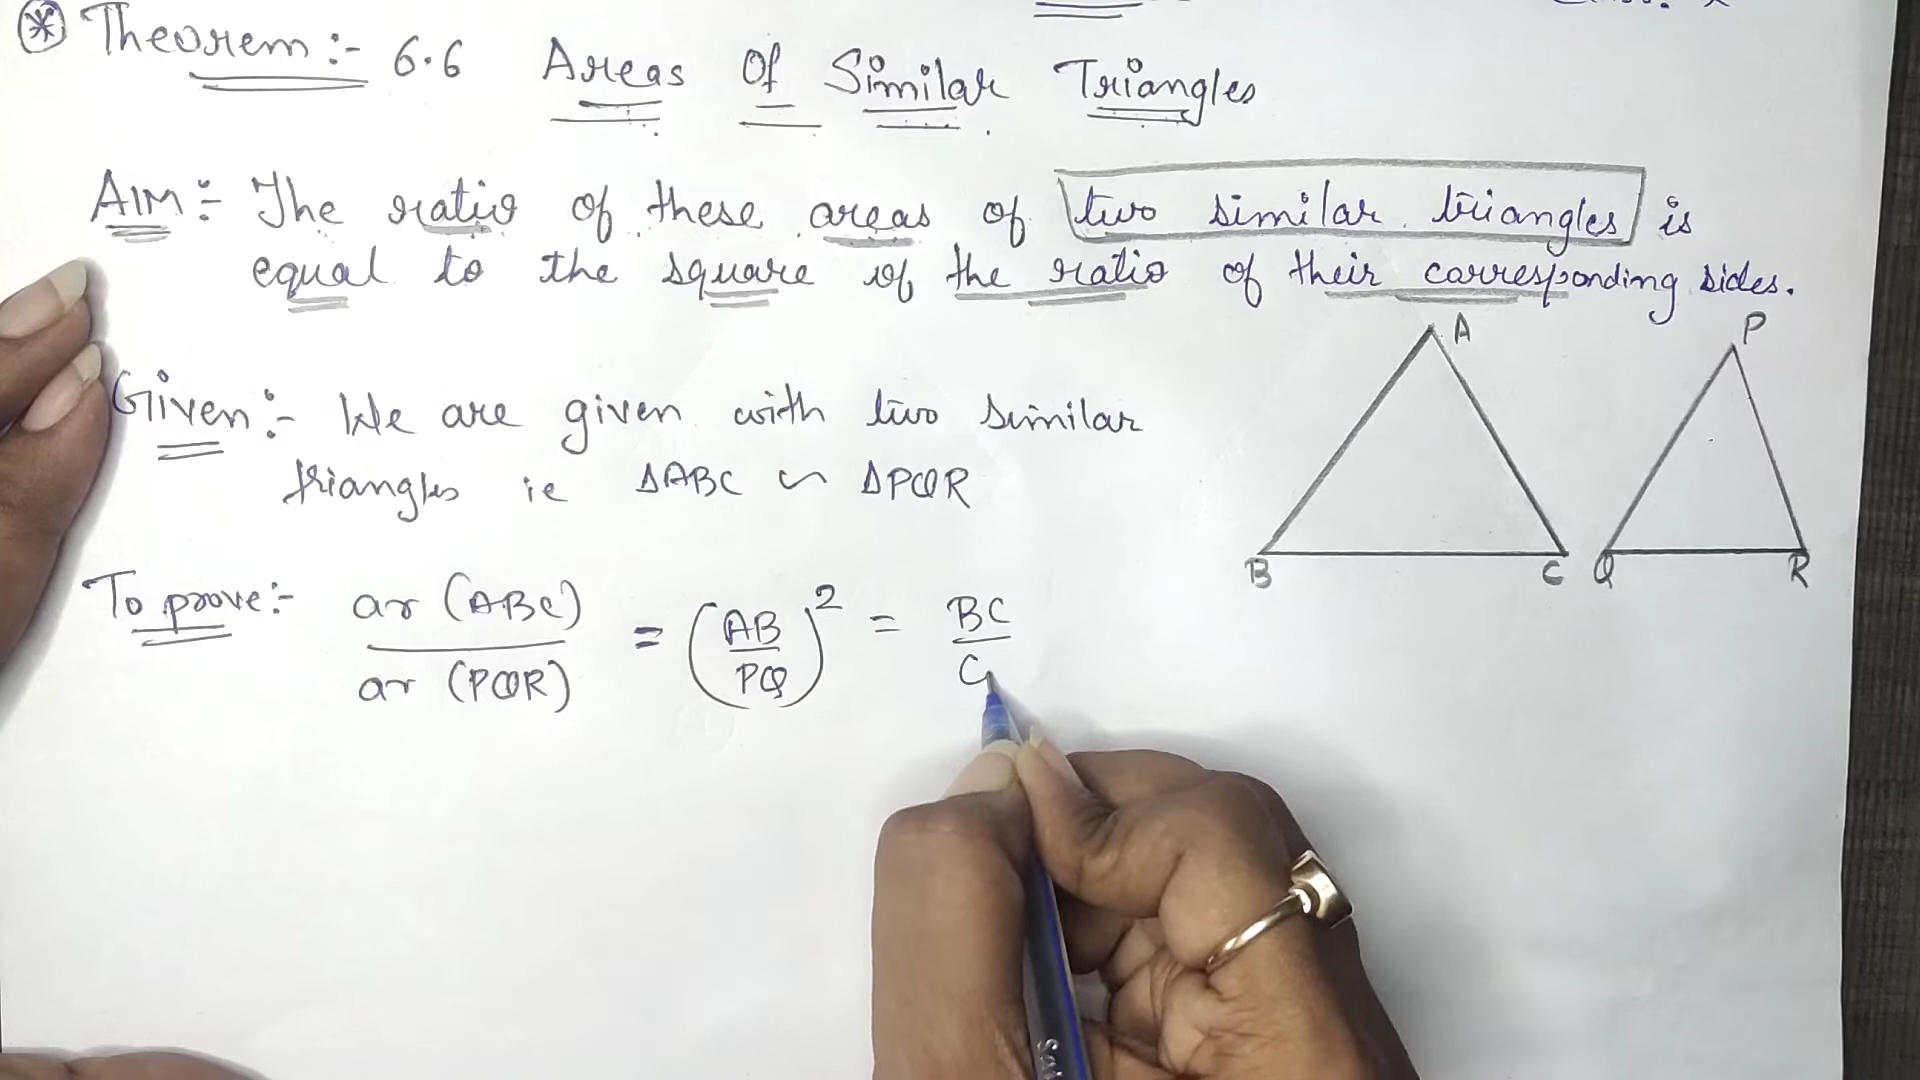 Theorem:- 6.6 Areas Of Similar Triangles
AIM:- The ratio of these areas of two similar triangles is
equal to the square of the ratio of their corresponding sides.
A P
Given:- We are given with two similar
triangles ie ΔABC ∽ ΔPQR
B C Q R
To prove:- ar (ABC) / ar (PQR) = (AB / PQ)² = BC /